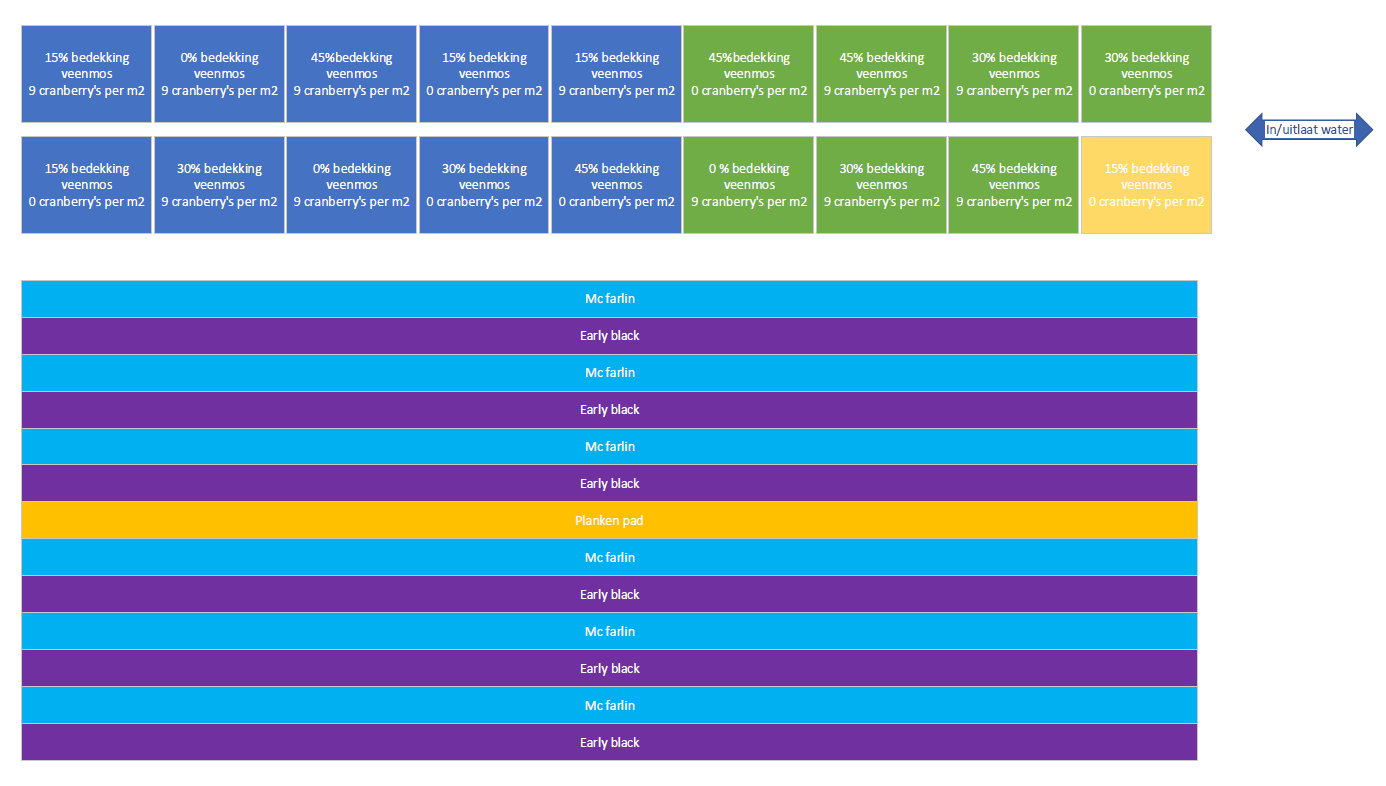 15% bedekking
veenmos
9 cranberry's per m2
0% bedekking
veenmos
9 cranberry's per m2
45%bedekking
veenmos
9 cranberry's per m2
15% bedekking
veenmos
0 cranberry's per m2
15% bedekking
veenmos
9 cranberry's per m2
45%bedekking
veenmos
0 cranberry's per m2
45% bedekking
veenmos
9 cranberry's per m2
30% bedekking
veenmos
9 cranberry's per m2
30% bedekking
veenmos
0 cranberry's per m2
In/uitlaat water
15% bedekking
veenmos
0 cranberry's per m2
30% bedekking
veenmos
9 cranberry's per m2
0% bedekking
veenmos
9 cranberry's per m2
30% bedekking
veenmos
0 cranberry's per m2
45% bedekking
veenmos
0 cranberry's per m2
0 % bedekking
veenmos
9 cranberry's per m2
30% bedekking
veenmos
9 cranberry's per m2
45% bedekking
veenmos
9 cranberry's per m2
15% bedekking
veenmos
0 cranberry's per m2
Mc farlin
Early black
Mc farlin
Early black
Mc farlin
Early black
Planken pad
Mc farlin
Early black
Mc farlin
Early black
Mc farlin
Early black